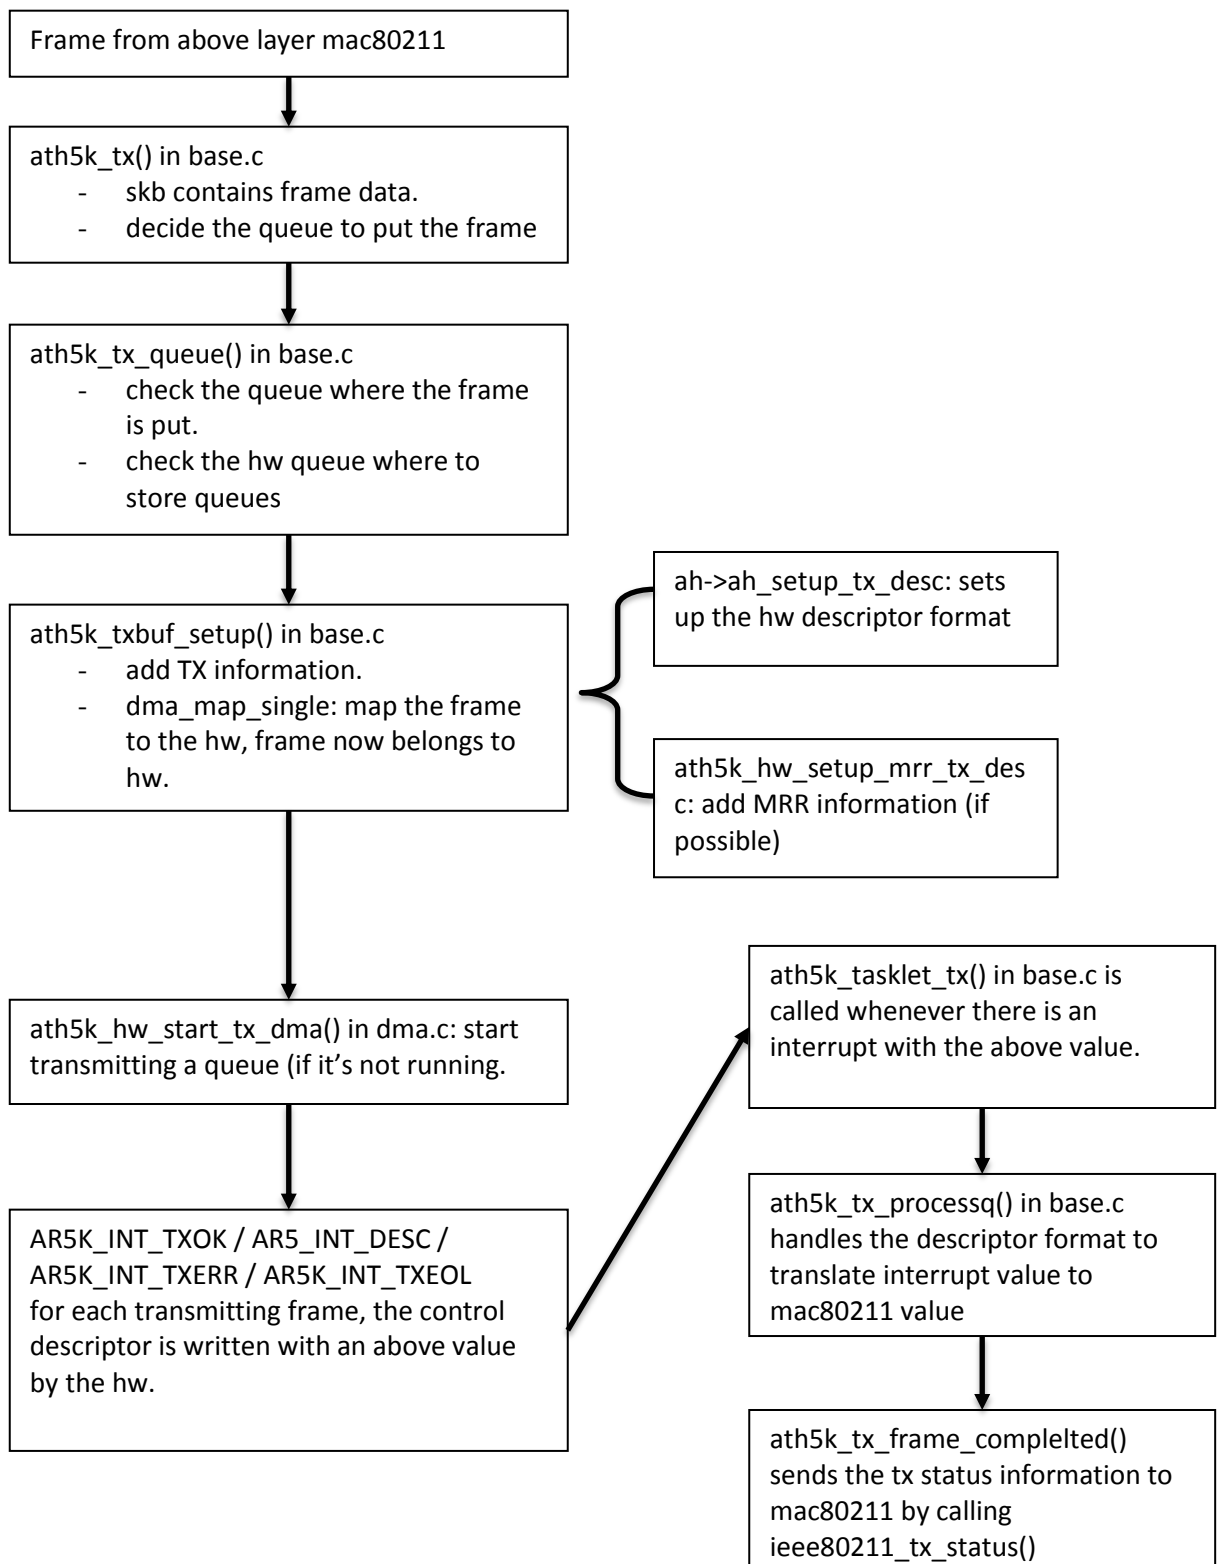 Frame from above layer mac80211
ath5k_tx() in base.c
- skb contains frame data.
- decide the queue to put the frame
ath5k_tx_queue() in base.c
- check the queue where the frame
is put.
- check the hw queue where to
store queues
ath5k_txbuf_setup() in base.c
- add TX information.
- dma_map_single: map the frame
to the hw, frame now belongs to
hw.
ah->ah_setup_tx_desc: sets
up the hw descriptor format
ath5k_hw_setup_mrr_tx_des
c: add MRR information (if
possible)
ath5k_hw_start_tx_dma() in dma.c: start
transmitting a queue (if it's not running.
AR5K_INT_TXOK / AR5_INT_DESC /
AR5K_INT_TXERR / AR5K_INT_TXEOL
for each transmitting frame, the control
descriptor is written with an above value
by the hw.
ath5k_tasklet_tx() in base.c is
called whenever there is an
interrupt with the above value.
ath5k_tx_processq() in base.c
handles the descriptor format to
translate interrupt value to
mac80211 value
ath5k_tx_frame_complelted()
sends the tx status information to
mac80211 by calling
ieee80211_tx_status()